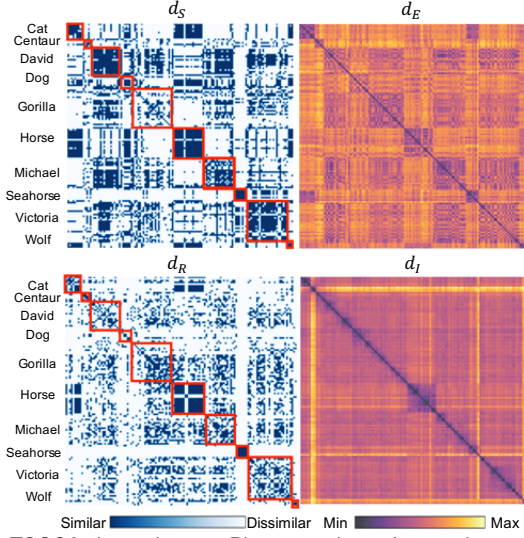 d_S
d_E
Cat
Centaur
David
Dog
Gorilla
Horse
Michael
Seahorse
Victoria
Wolf
d_R
d_I
Cat
Centaur
David
Dog
Gorilla
Horse
Michael
Seahorse
Victoria
Wolf
Similar Dissimilar Min Max